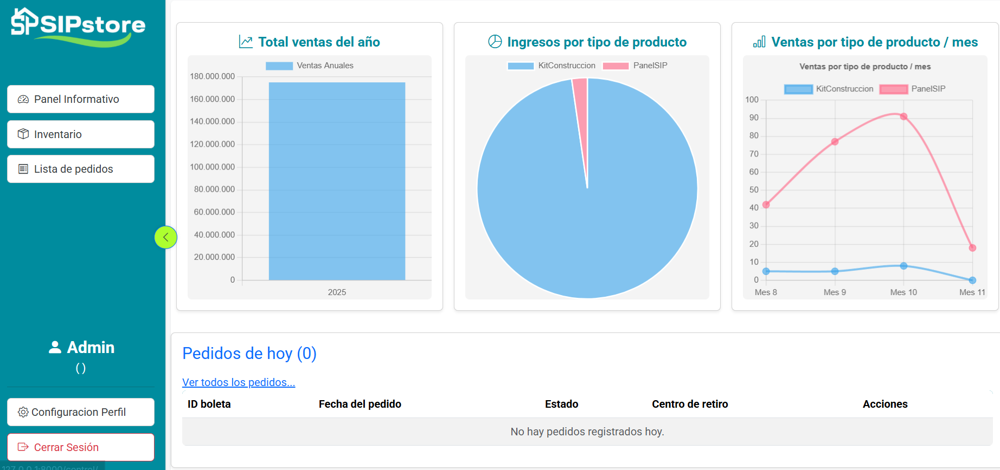 SPSIPstore
Panel Informativo
Inventario
Lista de pedidos
Admin
( )
Configuracion Perfil
Cerrar Sesión
127.0.0.1:8000/control/
Total ventas del año
Ventas Anuales
180.000.000
160.000.000
140.000.000
120.000.000
100.000.000
80.000.000
60.000.000
40.000.000
20.000.000
0
2025
Ingresos por tipo de producto
KitConstruccion PanelSIP
Ventas por tipo de producto / mes
Ventas por tipo de producto / mes
KitConstruccion PanelSIP
100
90
80
70
60
50
40
30
20
10
0
Mes 8 Mes 9 Mes 10 Mes 11
Pedidos de hoy (0)
Ver todos los pedidos...
ID boleta Fecha del pedido Estado Centro de retiro Acciones
No hay pedidos registrados hoy.